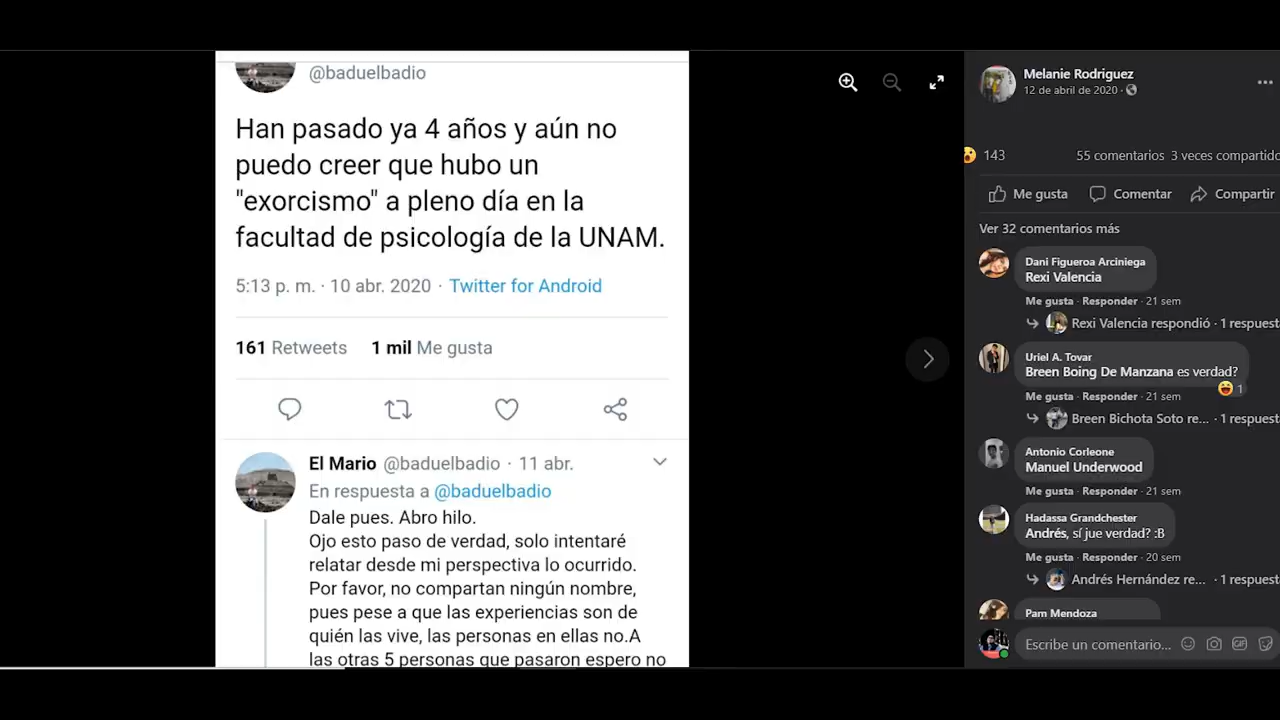 @baduelbadio
Han pasado ya 4 años y aún no
puedo creer que hubo un
"exorcismo" a pleno día en la
facultad de psicología de la UNAM.
5:13 p. m. · 10 abr. 2020 · Twitter for Android
161 Retweets 1 mil Me gusta
El Mario @baduelbadio · 11 abr.
En respuesta a @baduelbadio
Dale pues. Abro hilo.
Ojo esto paso de verdad, solo intentaré
relatar desde mi perspectiva lo ocurrido.
Por favor, no compartan ningún nombre,
pues pese a que las experiencias son de
quién las vive, las personas en ellas no.A
las otras 5 personas que pasaron espero no
Melanie Rodriguez
12 de abril de 2020 ·
143 55 comentarios 3 veces compartido
Me gusta Comentar Compartir
Ver 32 comentarios más
Dani Figueroa Arciniega
Rexi Valencia
Me gusta · Responder · 21 sem
Rexi Valencia respondió · 1 respuest
Uriel A. Tovar
Breen Boing De Manzana es verdad?
1
Me gusta · Responder · 21 sem
Breen Bichota Soto re... · 1 respuest
Antonio Corleone
Manuel Underwood
Me gusta · Responder · 21 sem
Hadassa Grandchester
Andrés, sí jue verdad? :B
Me gusta · Responder · 20 sem
Andrés Hernández re... · 1 respuest
Pam Mendoza
Escribe un comentario... GIF